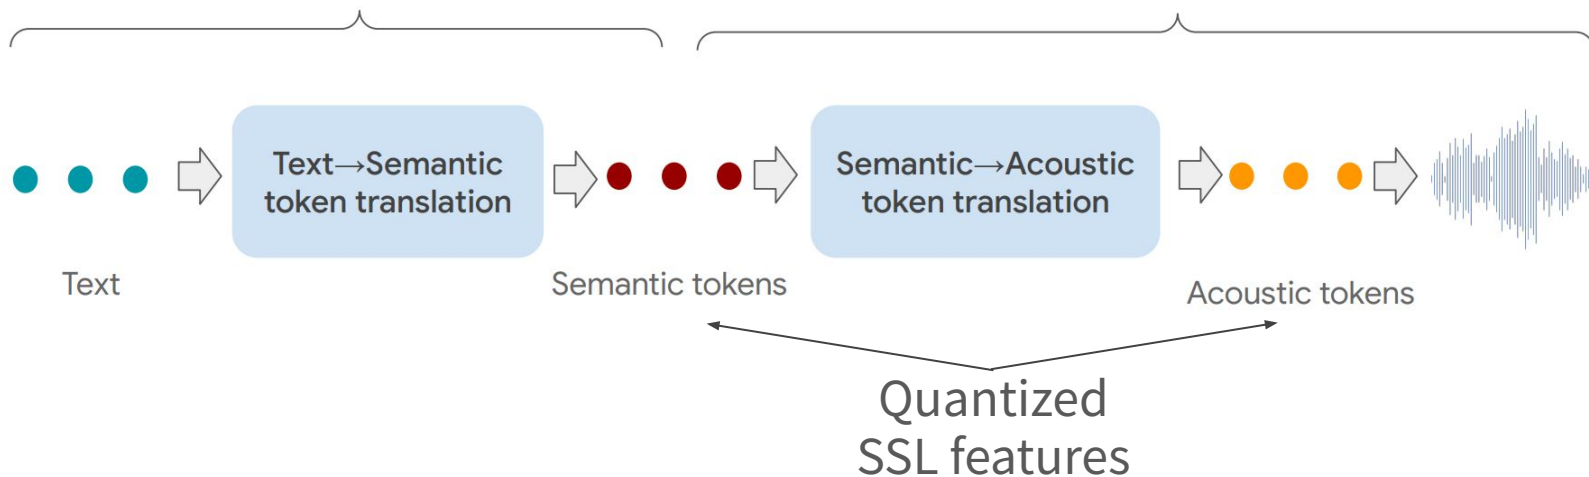 Text→Semantic
token translation
Semantic→Acoustic
token translation
Text
Semantic tokens
Acoustic tokens
Quantized
SSL features